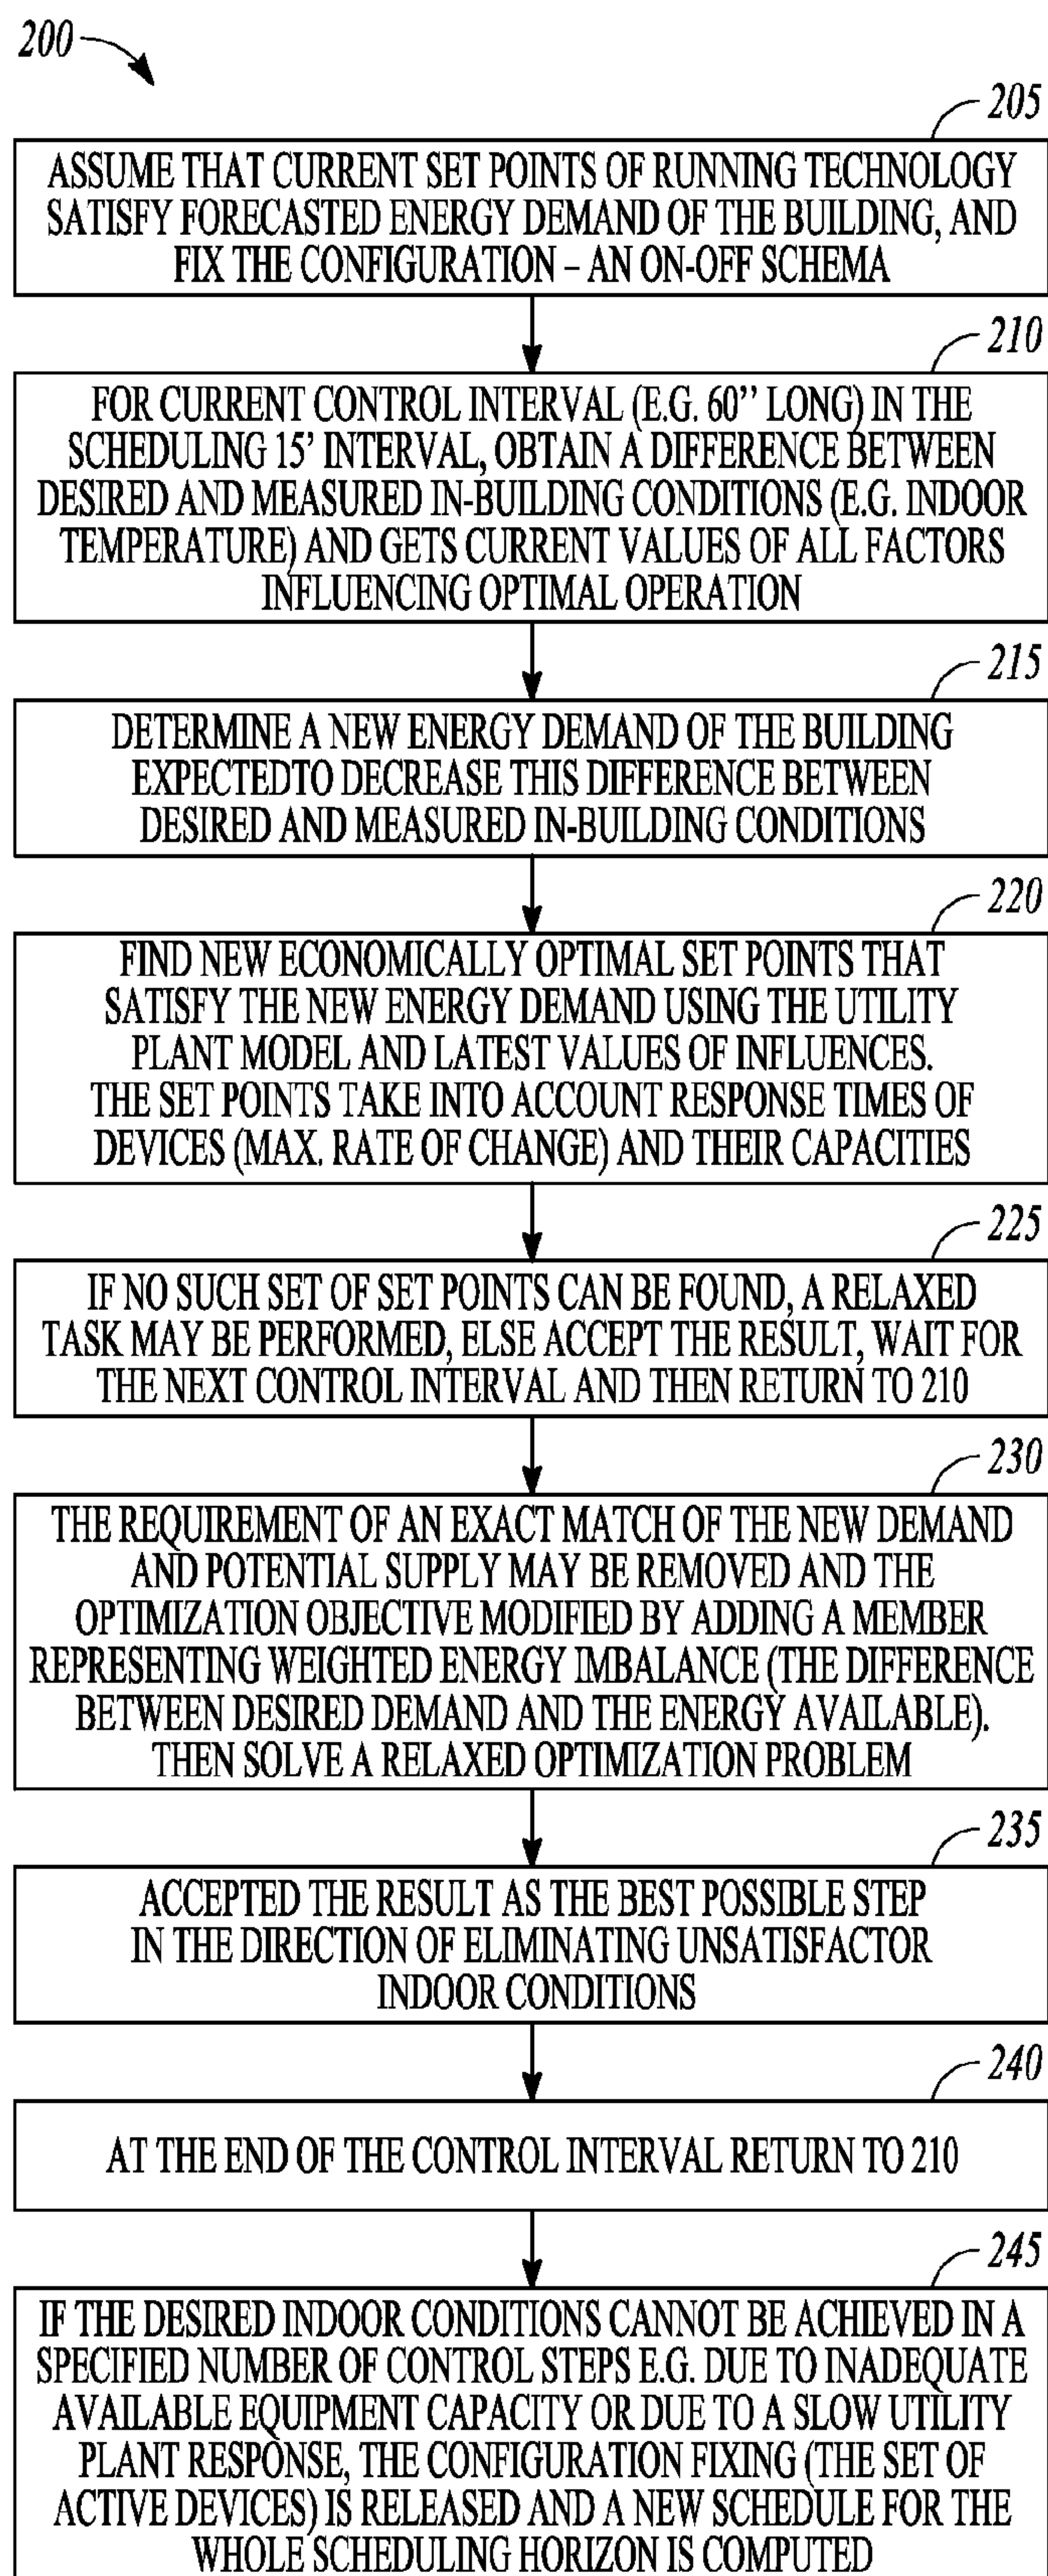 200
205
ASSUME THAT CURRENT SET POINTS OF RUNNING TECHNOLOGY
SATISFY FORECASTED ENERGY DEMAND OF THE BUILDING, AND
FIX THE CONFIGURATION – AN ON-OFF SCHEMA
210
FOR CURRENT CONTROL INTERVAL (E.G. 60’’ LONG) IN THE
SCHEDULING 15’ INTERVAL, OBTAIN A DIFFERENCE BETWEEN
DESIRED AND MEASURED IN-BUILDING CONDITIONS (E.G. INDOOR
TEMPERATURE) AND GETS CURRENT VALUES OF ALL FACTORS
INFLUENCING OPTIMAL OPERATION
215
DETERMINE A NEW ENERGY DEMAND OF THE BUILDING
EXPECTEDTO DECREASE THIS DIFFERENCE BETWEEN
DESIRED AND MEASURED IN-BUILDING CONDITIONS
220
FIND NEW ECONOMICALLY OPTIMAL SET POINTS THAT
SATISFY THE NEW ENERGY DEMAND USING THE UTILITY
PLANT MODEL AND LATEST VALUES OF INFLUENCES.
THE SET POINTS TAKE INTO ACCOUNT RESPONSE TIMES OF
DEVICES (MAX. RATE OF CHANGE) AND THEIR CAPACITIES
225
IF NO SUCH SET OF SET POINTS CAN BE FOUND, A RELAXED
TASK MAY BE PERFORMED, ELSE ACCEPT THE RESULT, WAIT FOR
THE NEXT CONTROL INTERVAL AND THEN RETURN TO 210
230
THE REQUIREMENT OF AN EXACT MATCH OF THE NEW DEMAND
AND POTENTIAL SUPPLY MAY BE REMOVED AND THE
OPTIMIZATION OBJECTIVE MODIFIED BY ADDING A MEMBER
REPRESENTING WEIGHTED ENERGY IMBALANCE (THE DIFFERENCE
BETWEEN DESIRED DEMAND AND THE ENERGY AVAILABLE).
THEN SOLVE A RELAXED OPTIMIZATION PROBLEM
235
ACCEPTED THE RESULT AS THE BEST POSSIBLE STEP
IN THE DIRECTION OF ELIMINATING UNSATISFACTOR
INDOOR CONDITIONS
240
AT THE END OF THE CONTROL INTERVAL RETURN TO 210
245
IF THE DESIRED INDOOR CONDITIONS CANNOT BE ACHIEVED IN A
SPECIFIED NUMBER OF CONTROL STEPS E.G. DUE TO INADEQUATE
AVAILABLE EQUIPMENT CAPACITY OR DUE TO A SLOW UTILITY
PLANT RESPONSE, THE CONFIGURATION FIXING (THE SET OF
ACTIVE DEVICES) IS RELEASED AND A NEW SCHEDULE FOR THE
WHOLE SCHEDULING HORIZON IS COMPUTED